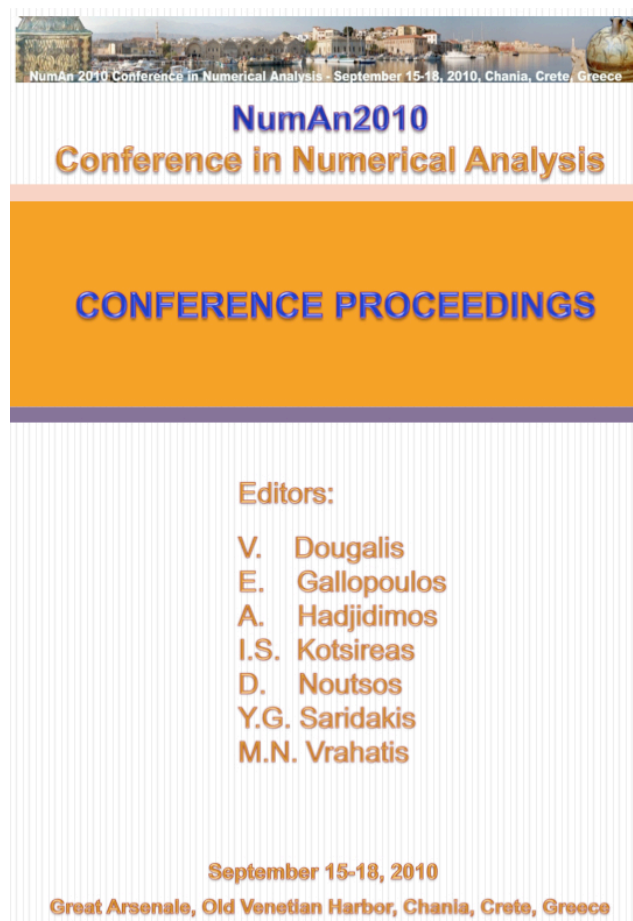 NumAn 2010 Conference in Numerical Analysis - September 15-18, 2010, Chania, Crete, Greece
NumAn2010
Conference in Numerical Analysis
CONFERENCE PROCEEDINGS
Editors:
V. Dougalis
E. Gallopoulos
A. Hadjidimos
I.S. Kotsireas
D. Noutsos
Y.G. Saridakis
M.N. Vrahatis
September 15-18, 2010
Great Arsenale, Old Venetian Harbor, Chania, Crete, Greece